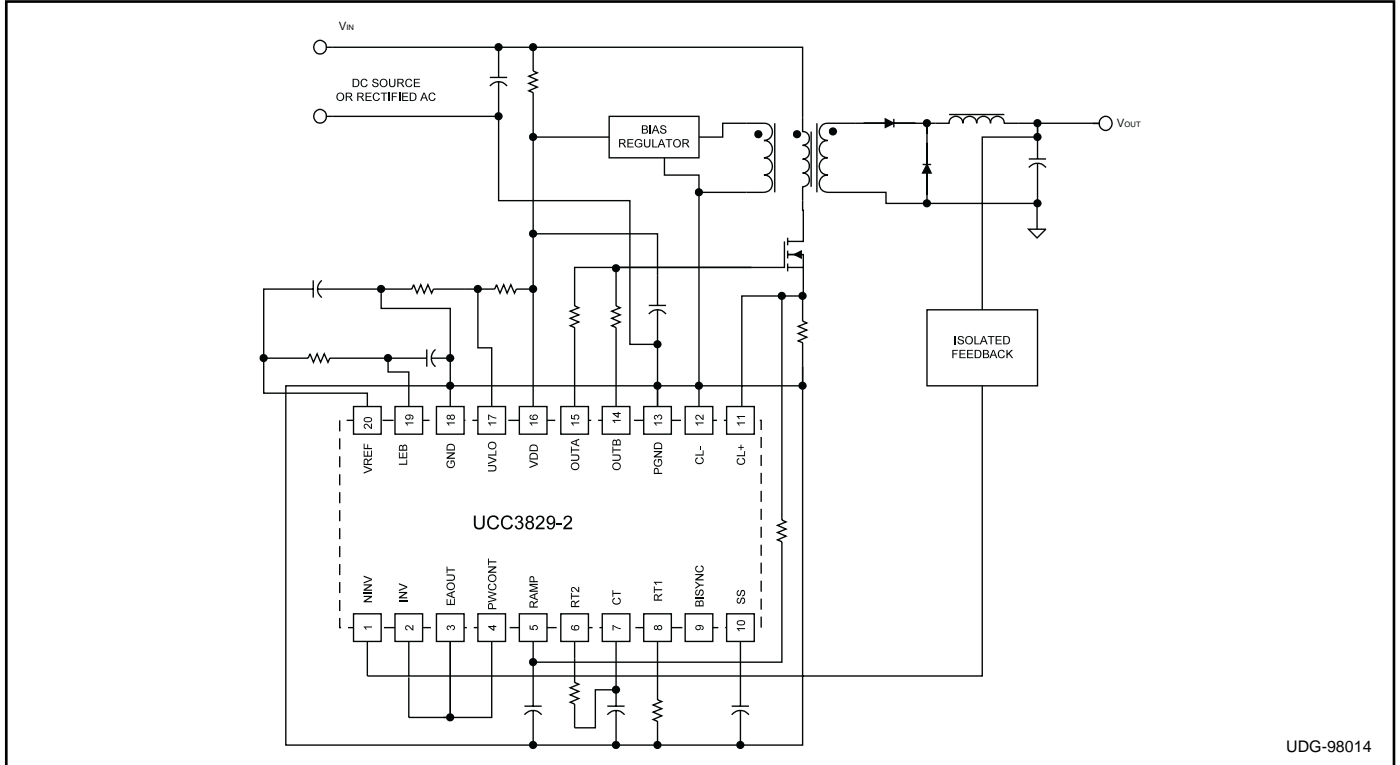 VIN
DC SOURCE
OR RECTIFIED AC
BIAS
REGULATOR
VOUT
ISOLATED
FEEDBACK
20 19 18 17 16 15 14 13 12 11
VREF LEB GND UVLO VDD OUTA OUTB PGND CL- CL+
UCC3829-2
NINV INV EAOUT PWCONT RAMP RT2 CT RT1 BISYNC SS
1 2 3 4 5 6 7 8 9 10
UDG-98014